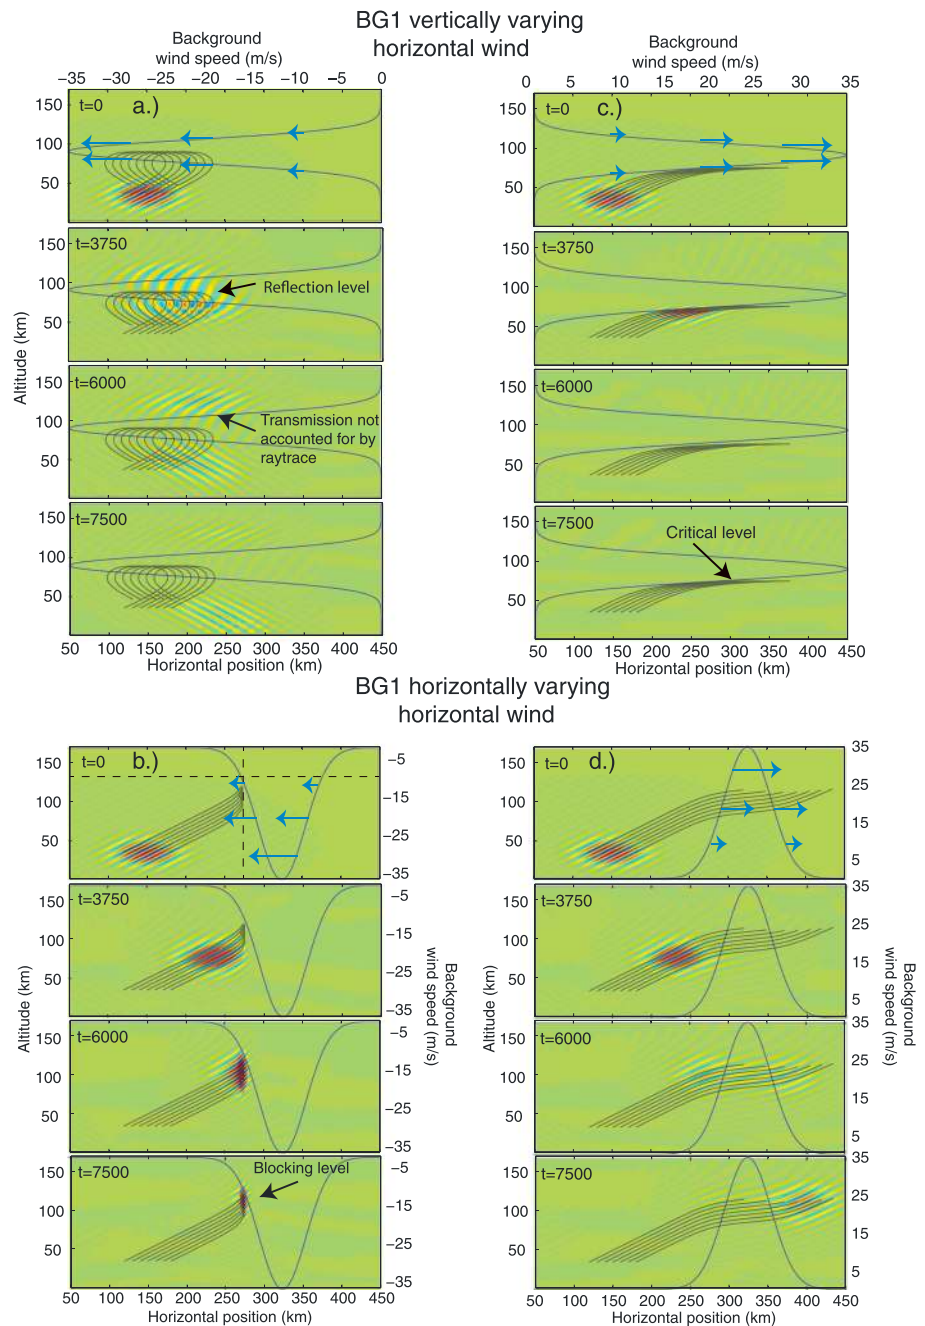 BG1 vertically varying
horizontal wind
Background
wind speed (m/s)
−35 −30 −25 −20 −15 −10 −5 0
Background
wind speed (m/s)
0 5 10 15 20 25 30 35
t=0 a.)
150
100
50
t=3750
Reflection level
150
100
50
t=6000
Transmission not
accounted for by
raytrace
150
100
50
t=7500
150
100
50
Altitude (km)
50 100 150 200 250 300 350 400 450
Horizontal position (km)
t=0 c.)
150
100
50
t=3750
150
100
50
t=6000
150
100
50
t=7500
Critical level
150
100
50
50 100 150 200 250 300 350 400 450
Horizontal position (km)
BG1 horizontally varying
horizontal wind
t=0 b.)
150
100
50
−5
−15
−25
−35
t=3750
150
100
50
−5
−15
−25
−35
t=6000
150
100
50
−5
−15
−25
−35
t=7500
Blocking level
150
100
50
−5
−15
−25
−35
Altitude (km)
Background
wind speed (m/s)
50 100 150 200 250 300 350 400 450
Horizontal position (km)
t=0 d.)
150
100
50
35
25
15
5
t=3750
150
100
50
35
25
15
5
t=6000
150
100
50
35
25
15
5
t=7500
150
100
50
35
25
15
5
Altitude (km)
Background
wind speed (m/s)
50 100 150 200 250 300 350 400 450
Horizontal position (km)